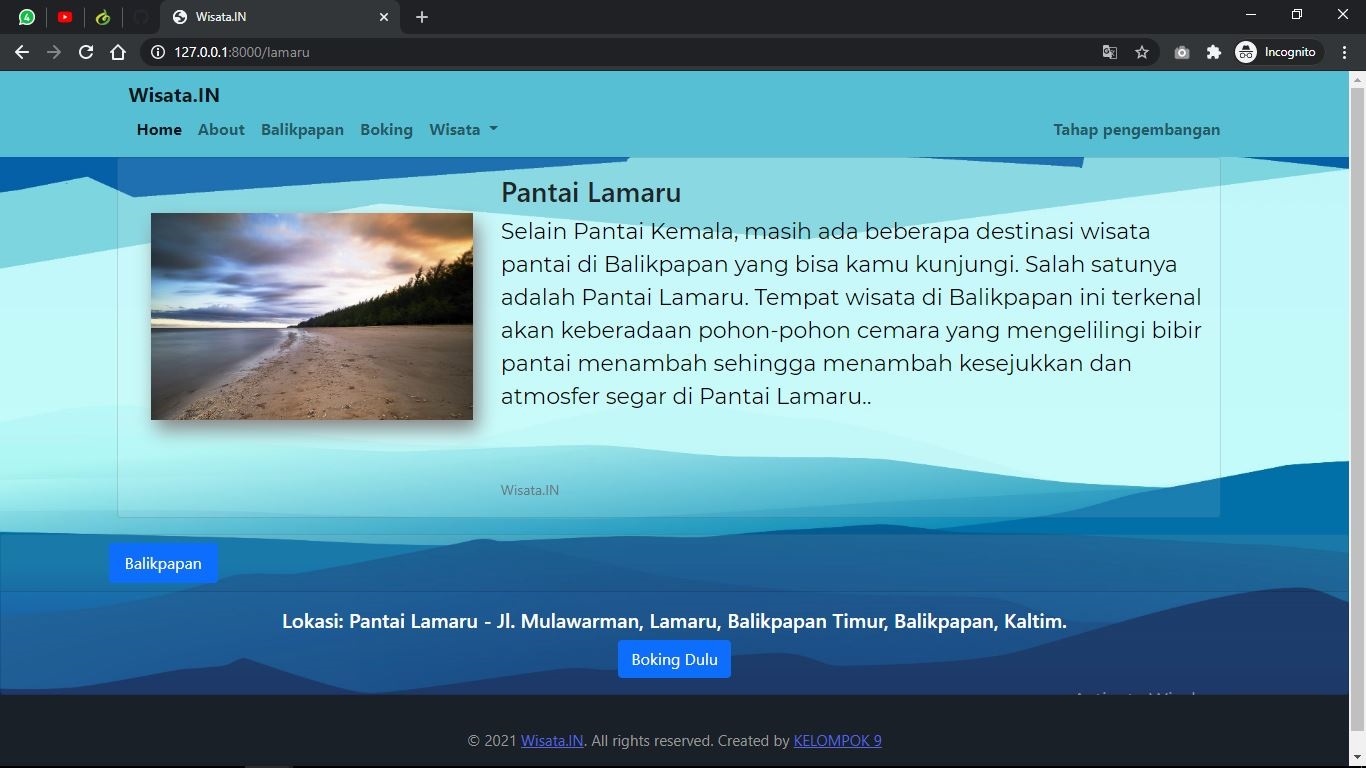 4
Wisata.IN
127.0.0.1:8000/lamaru
Incognito
Wisata.IN
Home About Balikpapan Boking Wisata Tahap pengembangan
Pantai Lamaru
Selain Pantai Kemala, masih ada beberapa destinasi wisata
pantai di Balikpapan yang bisa kamu kunjungi. Salah satunya
adalah Pantai Lamaru. Tempat wisata di Balikpapan ini terkenal
akan keberadaan pohon-pohon cemara yang mengelilingi bibir
pantai menambah sehingga menambah kesejukkan dan
atmosfer segar di Pantai Lamaru..
Wisata.IN
Balikpapan
Lokasi: Pantai Lamaru - Jl. Mulawarman, Lamaru, Balikpapan Timur, Balikpapan, Kaltim.
Boking Dulu
© 2021 Wisata.IN. All rights reserved. Created by KELOMPOK 9